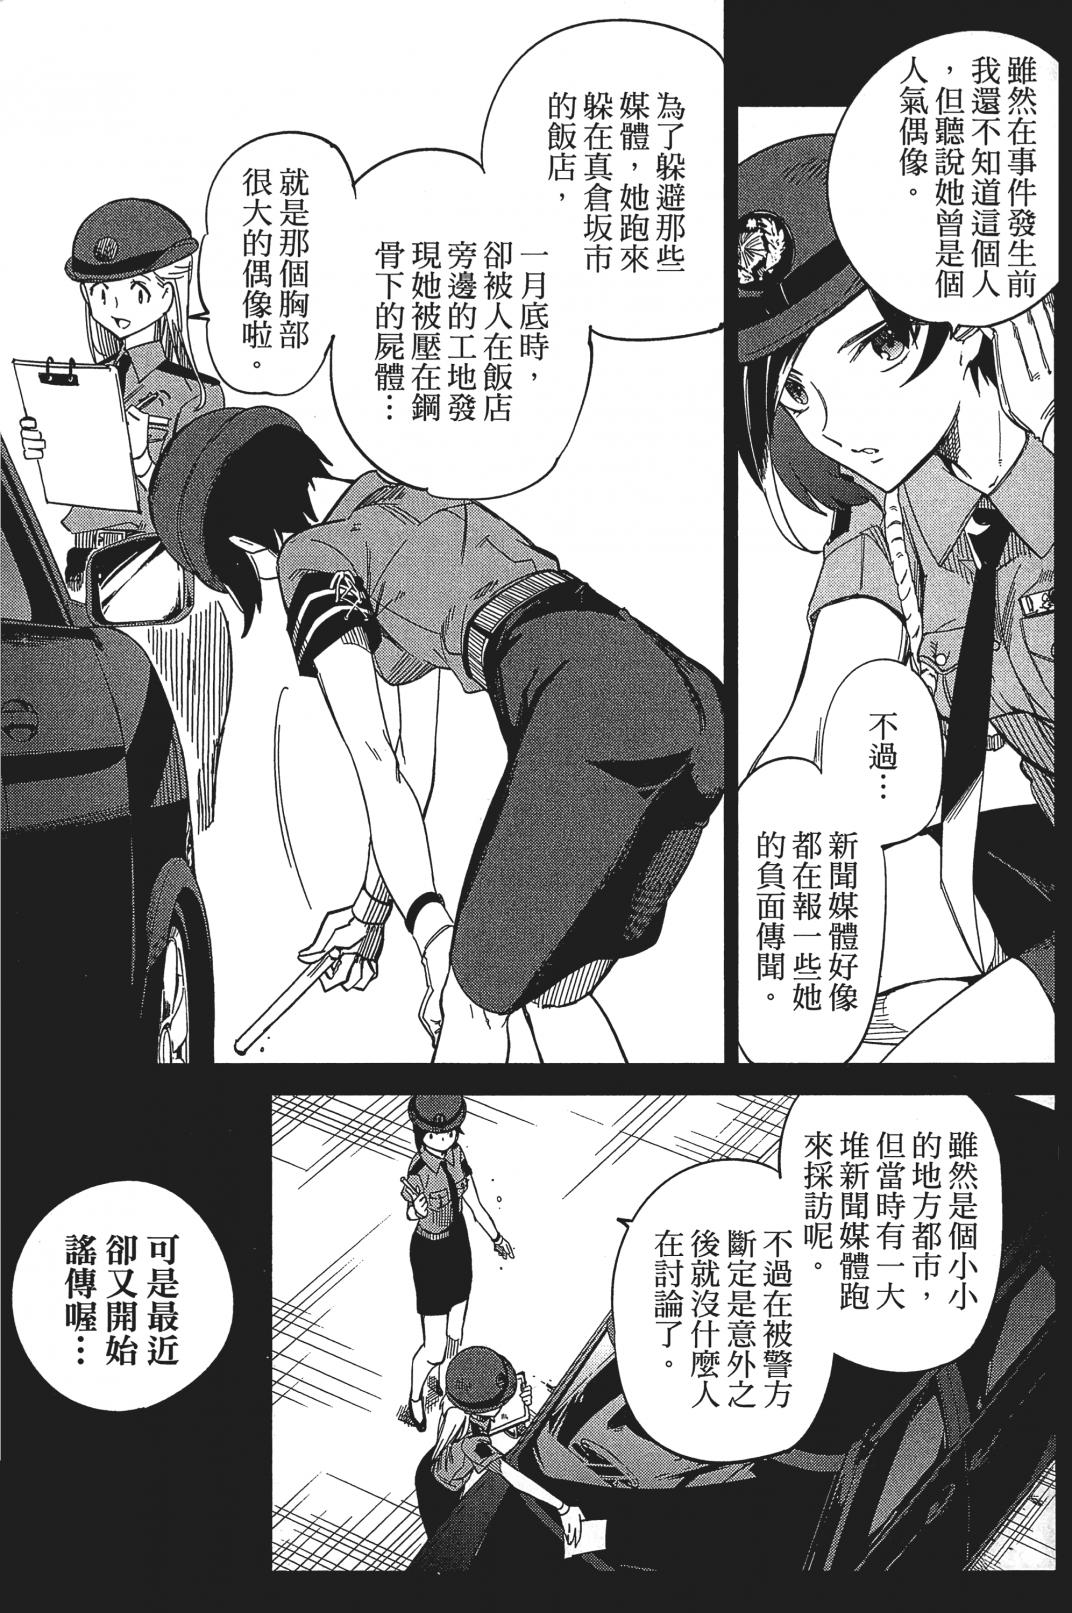 雖然在事件發生前
我還不知道這個人
，但聽說她曾是個
人氣偶像。
不過…
新聞媒體好像
都在報一些她
的負面傳聞。
為了躲避那些
媒體，她跑來
躲在真倉坂市
的飯店，
一月底時，
卻被人在飯店
旁邊的工地發
現她被壓在鋼
骨下的屍體…
就是那個胸部
很大的偶像啦。
雖然是個小小
的地方都市，
但當時有一大
堆新聞媒體跑
來採訪呢。
不過在被警方
斷定是意外之
後就沒什麼人
在討論了。
可是最近
卻又開始
謠傳喔…